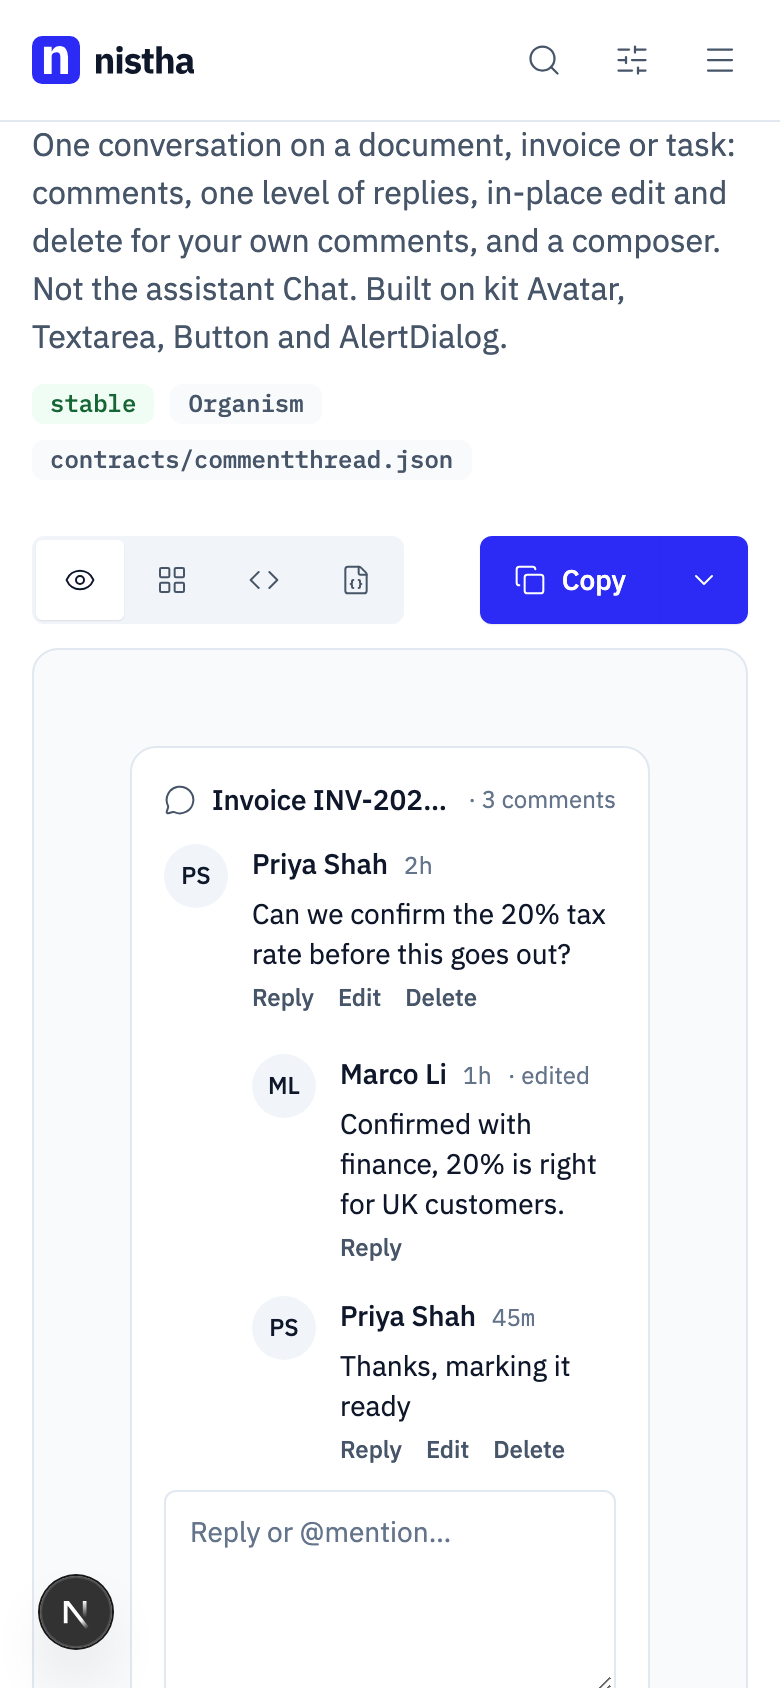 n nistha
One conversation on a document, invoice or task:
comments, one level of replies, in-place edit and
delete for your own comments, and a composer.
Not the assistant Chat. Built on kit Avatar,
Textarea, Button and AlertDialog.
stable Organism
contracts/commentthread.json
Copy
Invoice INV-202... · 3 comments
PS Priya Shah 2h
Can we confirm the 20% tax
rate before this goes out?
Reply Edit Delete
ML Marco Li 1h · edited
Confirmed with
finance, 20% is right
for UK customers.
Reply
PS Priya Shah 45m
Thanks, marking it
ready
Reply Edit Delete
Reply or @mention...
N